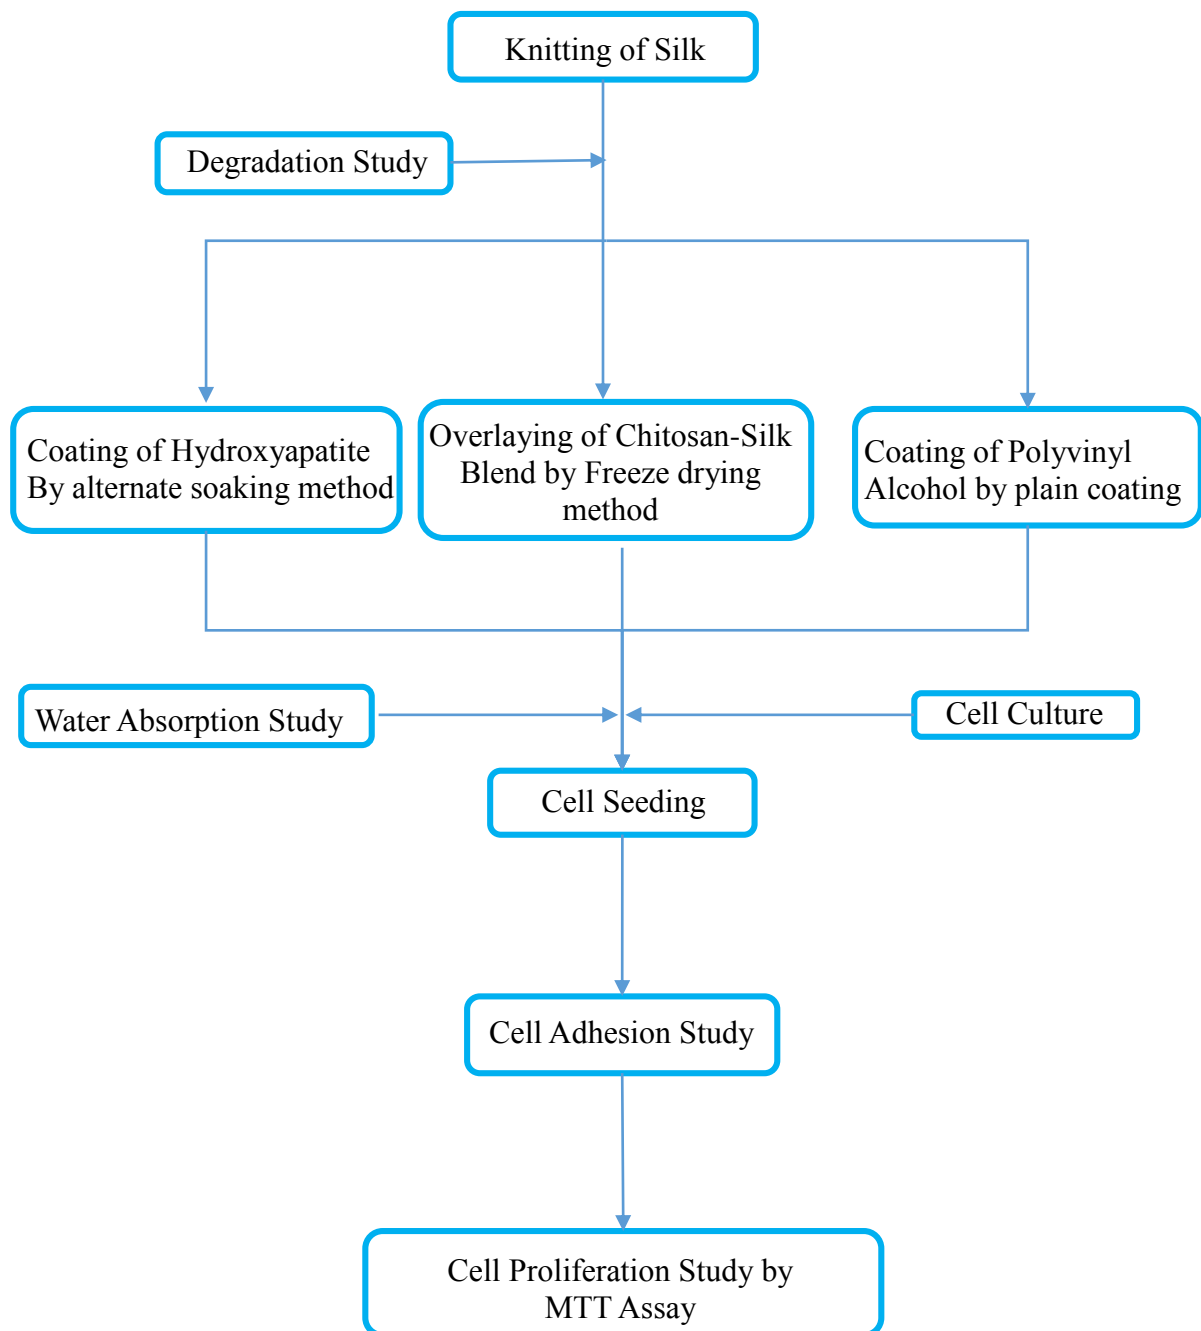 Knitting of Silk
Degradation Study
Coating of Hydroxyapatite
By alternate soaking method
Overlaying of Chitosan-Silk
Blend by Freeze drying
method
Coating of Polyvinyl
Alcohol by plain coating
Water Absorption Study
Cell Culture
Cell Seeding
Cell Adhesion Study
Cell Proliferation Study by
MTT Assay